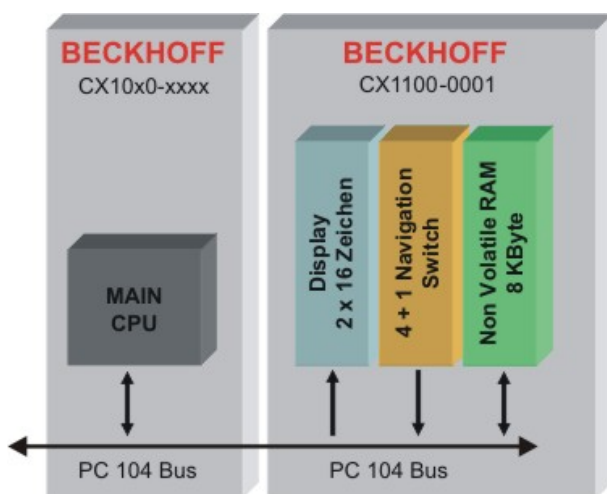 BECKHOFF
CX10x0-xxxx
MAIN
CPU
PC 104 Bus
BECKHOFF
CX1100-0001
Display
2 x 16 Zeichen
4 + 1 Navigation
Switch
Non Volatile RAM
8 KByte
PC 104 Bus